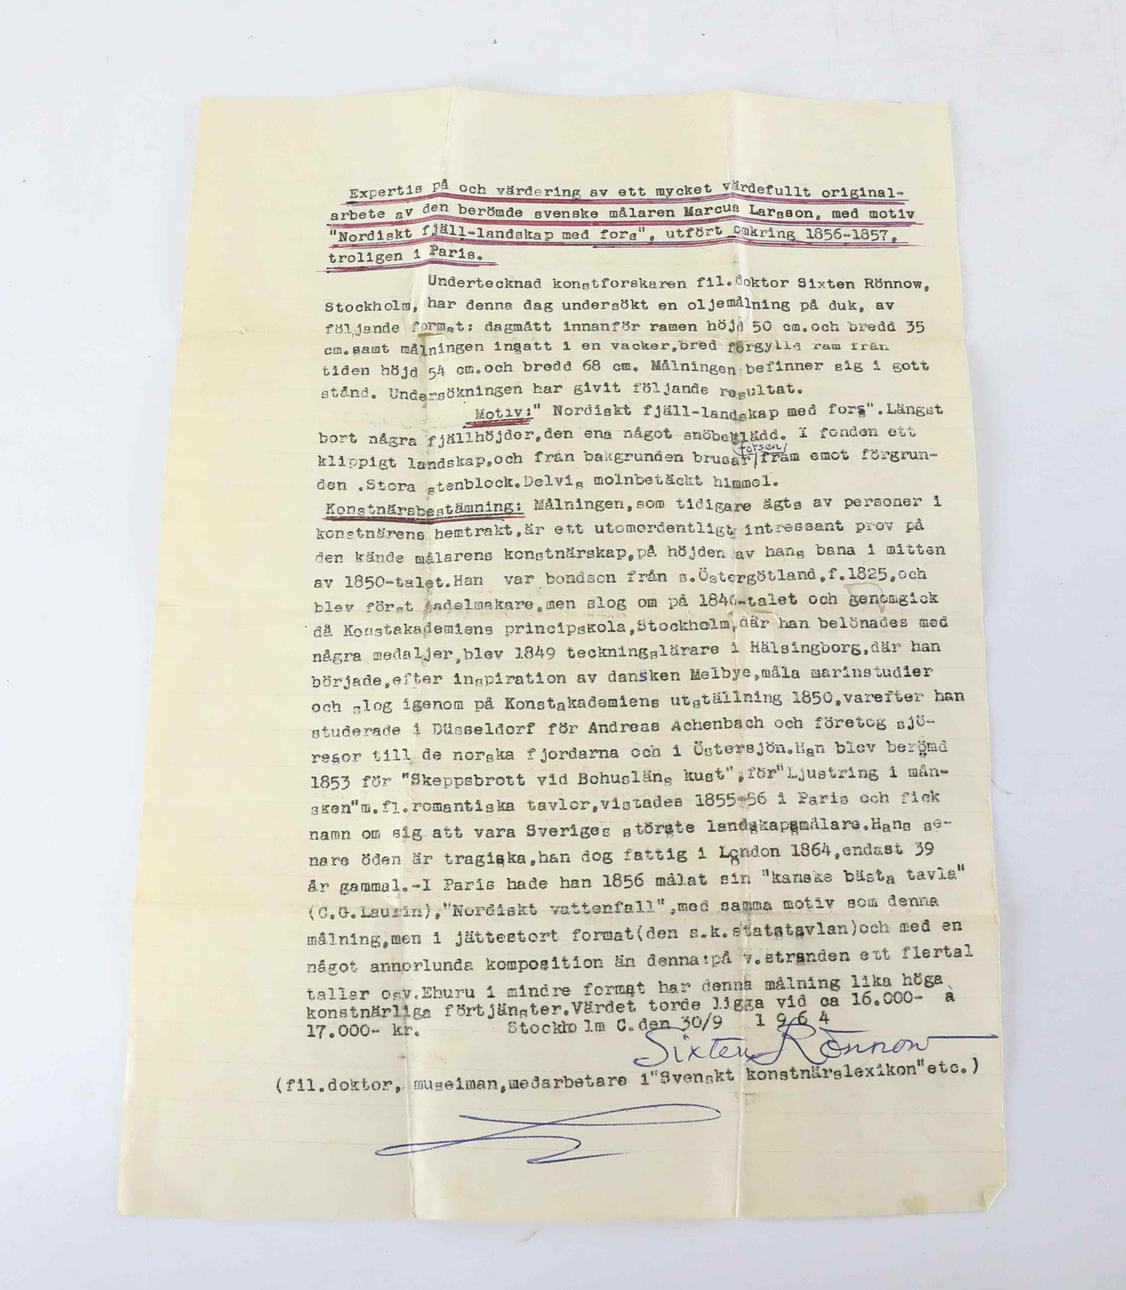 Expertis på och värdering av ett mycket värdefullt original-
arbete av den berömde svenske målaren Marcus Larsson, med motiv
"Nordiskt fjäll-landskap med fors", utfört omkring 1856-1857,
troligen i Paris.
Undertecknad konstforskaren fil.doktor Sixten Rönnow,
Stockholm, har denna dag undersökt en oljemålning på duk, av
följande format: dagmått innanför ramen höjd 50 cm.och bredd 35
cm.samt målningen insatt i en vacker,bred förgylld ram från
tiden höjd 54 cm.och bredd 68 cm. Målningen befinner sig i gott
stånd. Undersökningen har givit följande resultat.
Motiv:" Nordiskt fjäll-landskap med fors".Längst
bort några fjällhöjder,den ena något snöbeklädd. I fonden ett
klippigt landskap,och från bakgrunden brusar /forsen/ fram emot förgrun-
den .Stora stenblock.Delvis molnbetäckt himmel.
Konstnärsbestämning: Målningen,som tidigare ägts av personer i
konstnärens hemtrakt,är ett utomordentligt intressant prov på
den kände målarens konstnärskap,på höjden av hans bana i mitten
av 1850-talet.Han var bondson från s.Östergötland,f.1825,och
blev först sadelmakare,men slog om på 1840-talet och genomgick
då Konstakademiens principskola,Stockholm,där han belönades med
några medaljer,blev 1849 teckningslärare i Hälsingborg,där han
började,efter inspiration av dansken Melbye,måla marinstudier
och slog igenom på Konstakademiens utställning 1850,varefter han
studerade i Düsseldorf för Andreas Achenbach och företog sjö-
resor till de norska fjordarna och i Östersjön.Han blev berömd
1853 för "Skeppsbrott vid Bohusläns kust",för"Ljustring i mån-
sken"m.fl.romantiska tavlor,vistades 1855-56 i Paris och fick
namn om sig att vara Sveriges störste landskapsmålare.Hans se-
nare öden är tragiska,han dog fattig i London 1864,endast 39
år gammal.-I Paris hade han 1856 målat sin "kanske bästa tavla"
(C.G.Laurin),"Nordiskt vattenfall",med samma motiv som denna
målning,men i jättestort format(den s.k.statstavlan)och med en
något annorlunda komposition än denna:på v.stranden ett flertal
tallar osv.Ehuru i mindre format har denna målning lika höga
konstnärliga förtjänster.Värdet torde ligga vid ca 16.000- à
17.000- kr. Stockholm C.den 30/9 1964
Sixten Rönnow
(fil.doktor, museiman,medarbetare i"Svenskt konstnärslexikon"etc.)